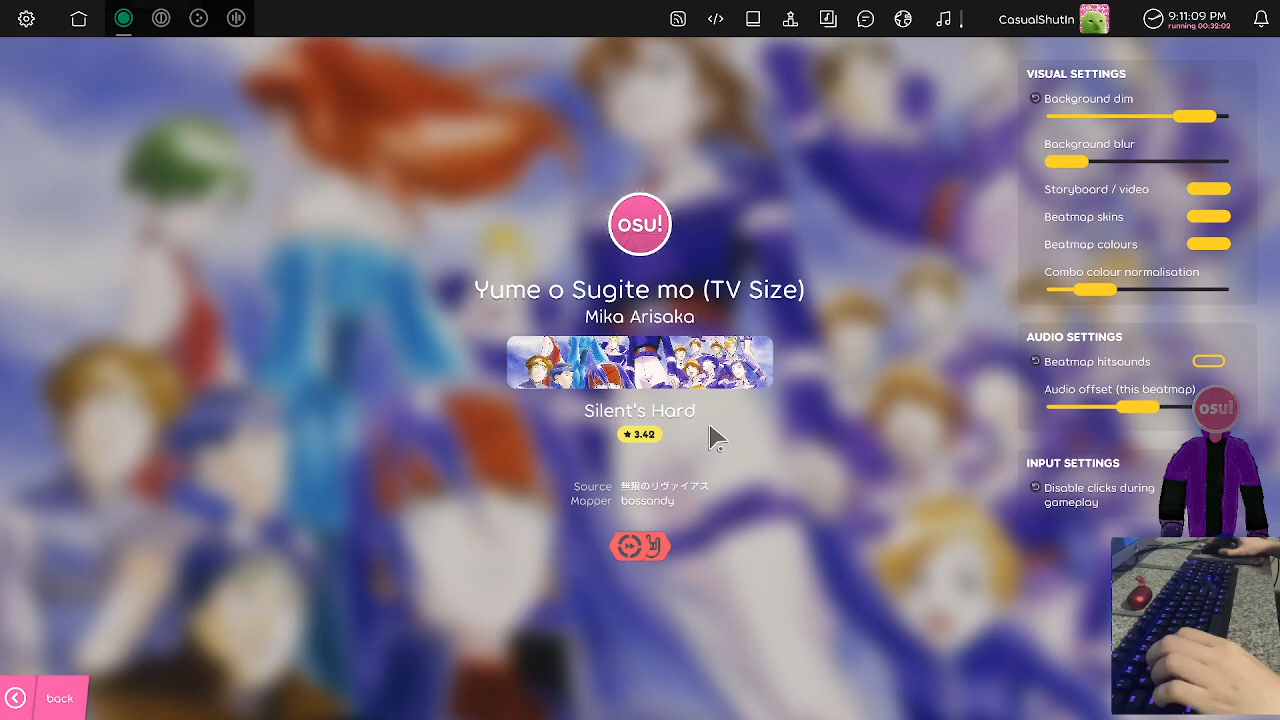 CasualShutIn
9:11:09 PM
running 00:32:02
VISUAL SETTINGS
Background dim
Background blur
Storyboard / video
Beatmap skins
Beatmap colours
Combo colour normalisation
AUDIO SETTINGS
Beatmap hitsounds
Audio offset (this beatmap)
osu!
INPUT SETTINGS
Disable clicks during
gameplay
osu!
Yume o Sugite mo (TV Size)
Mika Arisaka
Silent's Hard
★ 3.42
Source 無限のリヴァイアス
Mapper bossandy
back